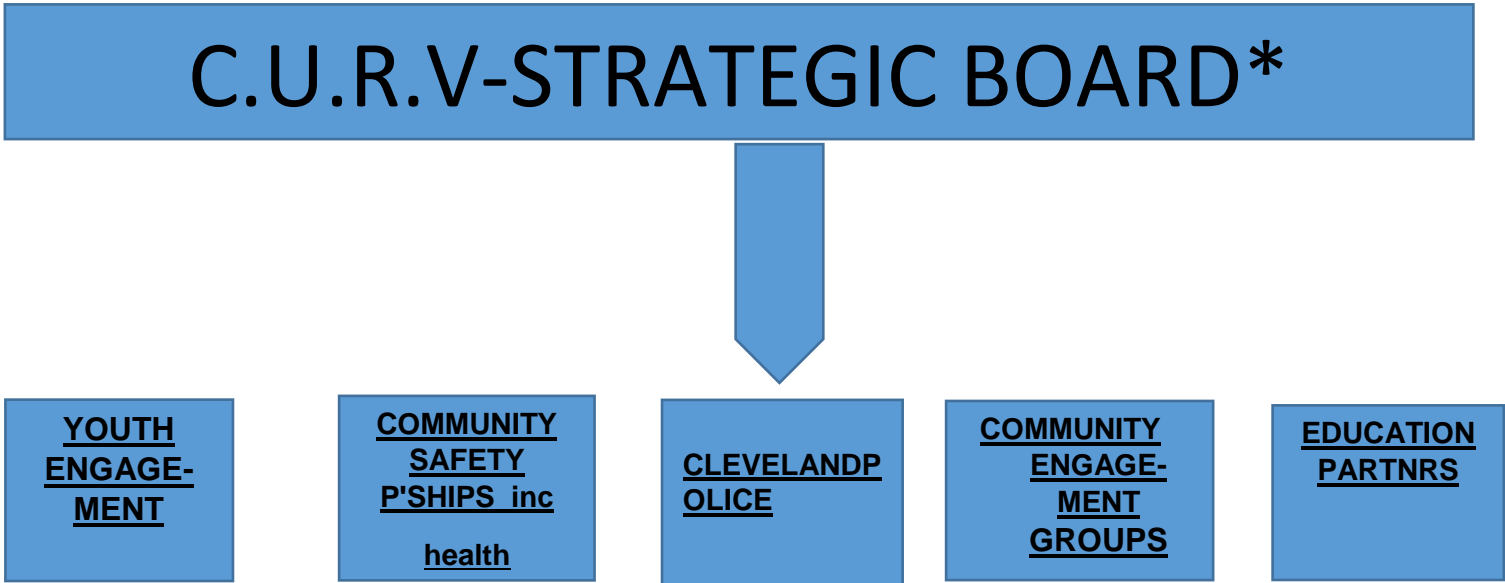 C.U.R.V-STRATEGIC BOARD*
YOUTH
ENGAGE-
MENT
COMMUNITY
SAFETY
P'SHIPS inc
health
CLEVELANDP
OLICE
COMMUNITY
ENGAGE-
MENT
GROUPS
EDUCATION
PARTNRS